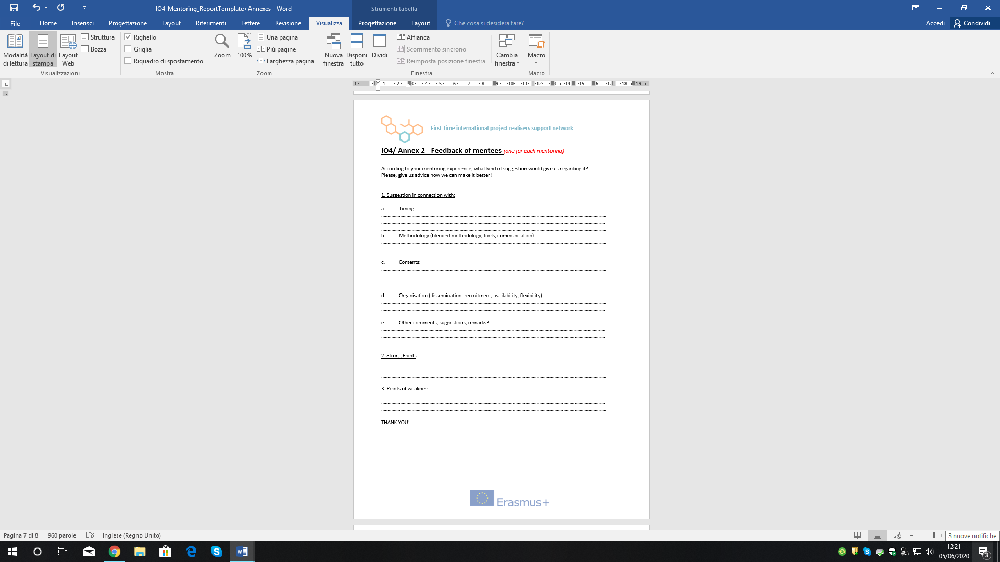 IO4-Mentoring_ReportTemplate+Annexes - Word
Strumenti tabella
File Home Inserisci Progettazione Layout Riferimenti Lettere Revisione Visualizza Progettazione Layout Che cosa si desidera fare? Accedi Condividi
Modalità di lettura
Layout di stampa
Layout Web
Struttura
Bozza
Visualizzazioni
Righello
Griglia
Riquadro di spostamento
Mostra
Zoom
100%
Una pagina
Più pagine
Larghezza pagina
Zoom
Nuova finestra
Disponi tutto
Dividi
Affianca
Scorrimento sincrono
Reimposta posizione finestra
Cambia finestra
Finestra
Macro
Macro
First-time international project realisers support network
IO4/ Annex 2 - Feedback of mentees (one for each mentoring)
According to your mentoring experience, what kind of suggestion would give us regarding it?
Please, give us advice how we can make it better!
1. Suggestion in connection with:
a. Timing:
b. Methodology (blended methodology, tools, communication):
c. Contents:
d. Organisation (dissemination, recruitment, availability, flexibility)
e. Other comments, suggestions, remarks?
2. Strong Points
3. Points of weakness
THANK YOU!
Erasmus+
Pagina 7 di 8 960 parole Inglese (Regno Unito)
3 nuove notifiche
12:21
05/06/2020
3